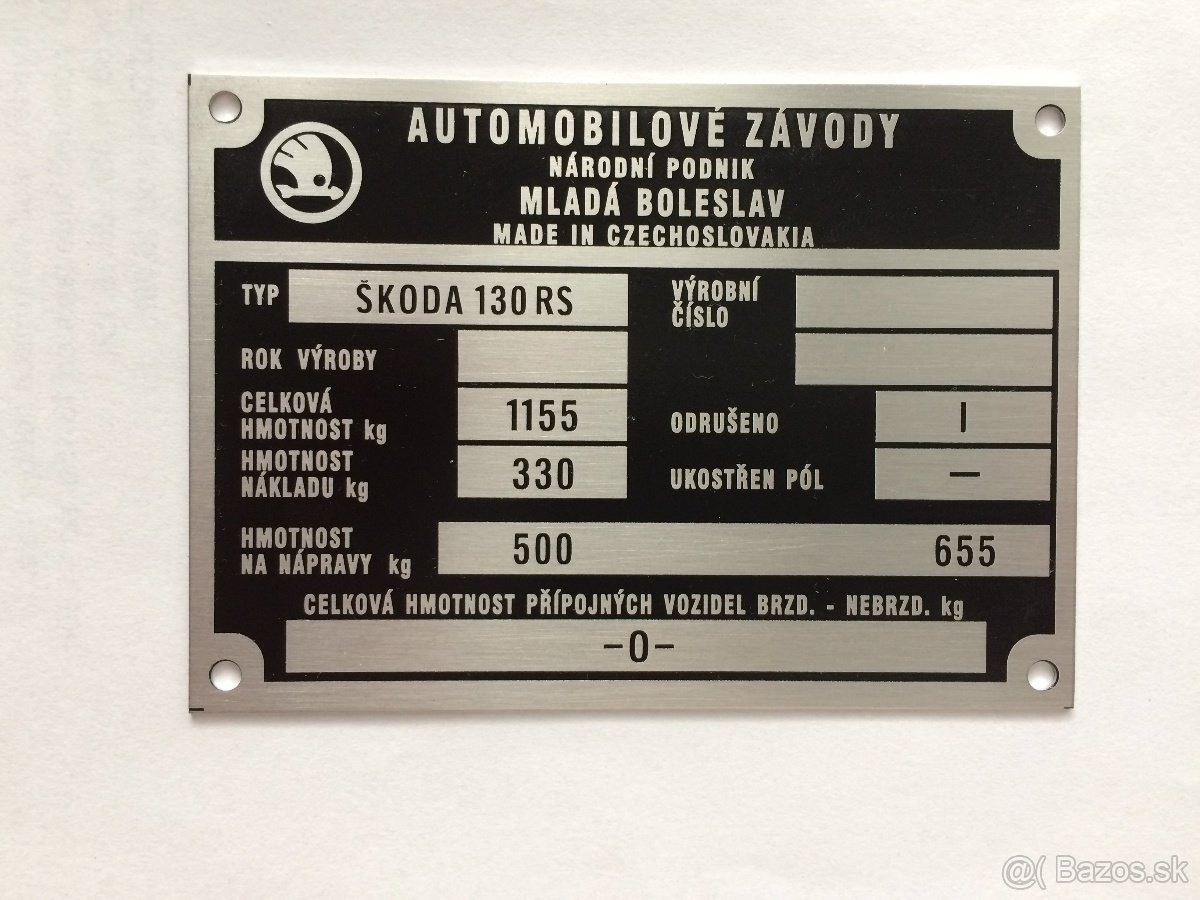 AUTOMOBILOVÉ ZÁVODY
NÁRODNÍ PODNIK
MLADÁ BOLESLAV
MADE IN CZECHOSLOVAKIA
TYP ŠKODA 130 RS
VÝROBNÍ
ČÍSLO
ROK VÝROBY
CELKOVÁ
HMOTNOST kg 1155
ODRUŠENO I
HMOTNOST
NÁKLADU kg 330
UKOSTŘEN PÓL –
HMOTNOST
NA NÁPRAVY kg 500 655
CELKOVÁ HMOTNOST PŘÍPOJNÝCH VOZIDEL BRZD. - NEBRZD. kg
-0-
@( Bazos.sk